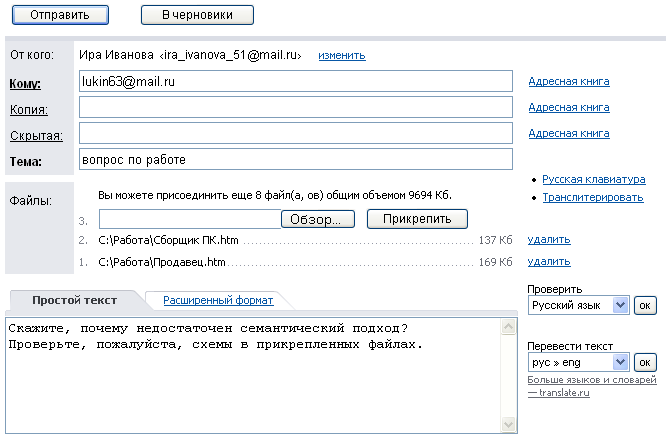 Отправить В черновики
От кого: Ира Иванова <ira_ivanova_51@mail.ru> изменить
Кому: lukin63@mail.ru Адресная книга
Копия: Адресная книга
Скрытая: Адресная книга
Тема: вопрос по работе
• Русская клавиатура
• Транслитерировать
Файлы: Вы можете присоединить еще 8 файл(а, ов) общим объемом 9694 Кб.
3. Обзор... Прикрепить
2. C:\Работа\Сборщик ПК.htm 137 Кб удалить
1. C:\Работа\Продавец.htm 169 Кб удалить
Простой текст Расширенный формат
Скажите, почему недостаточен семантический подход?
Проверьте, пожалуйста, схемы в прикрепленных файлах.
Проверить
Русский язык ок
Перевести текст
рус » eng ок
Больше языков и словарей
— translate.ru